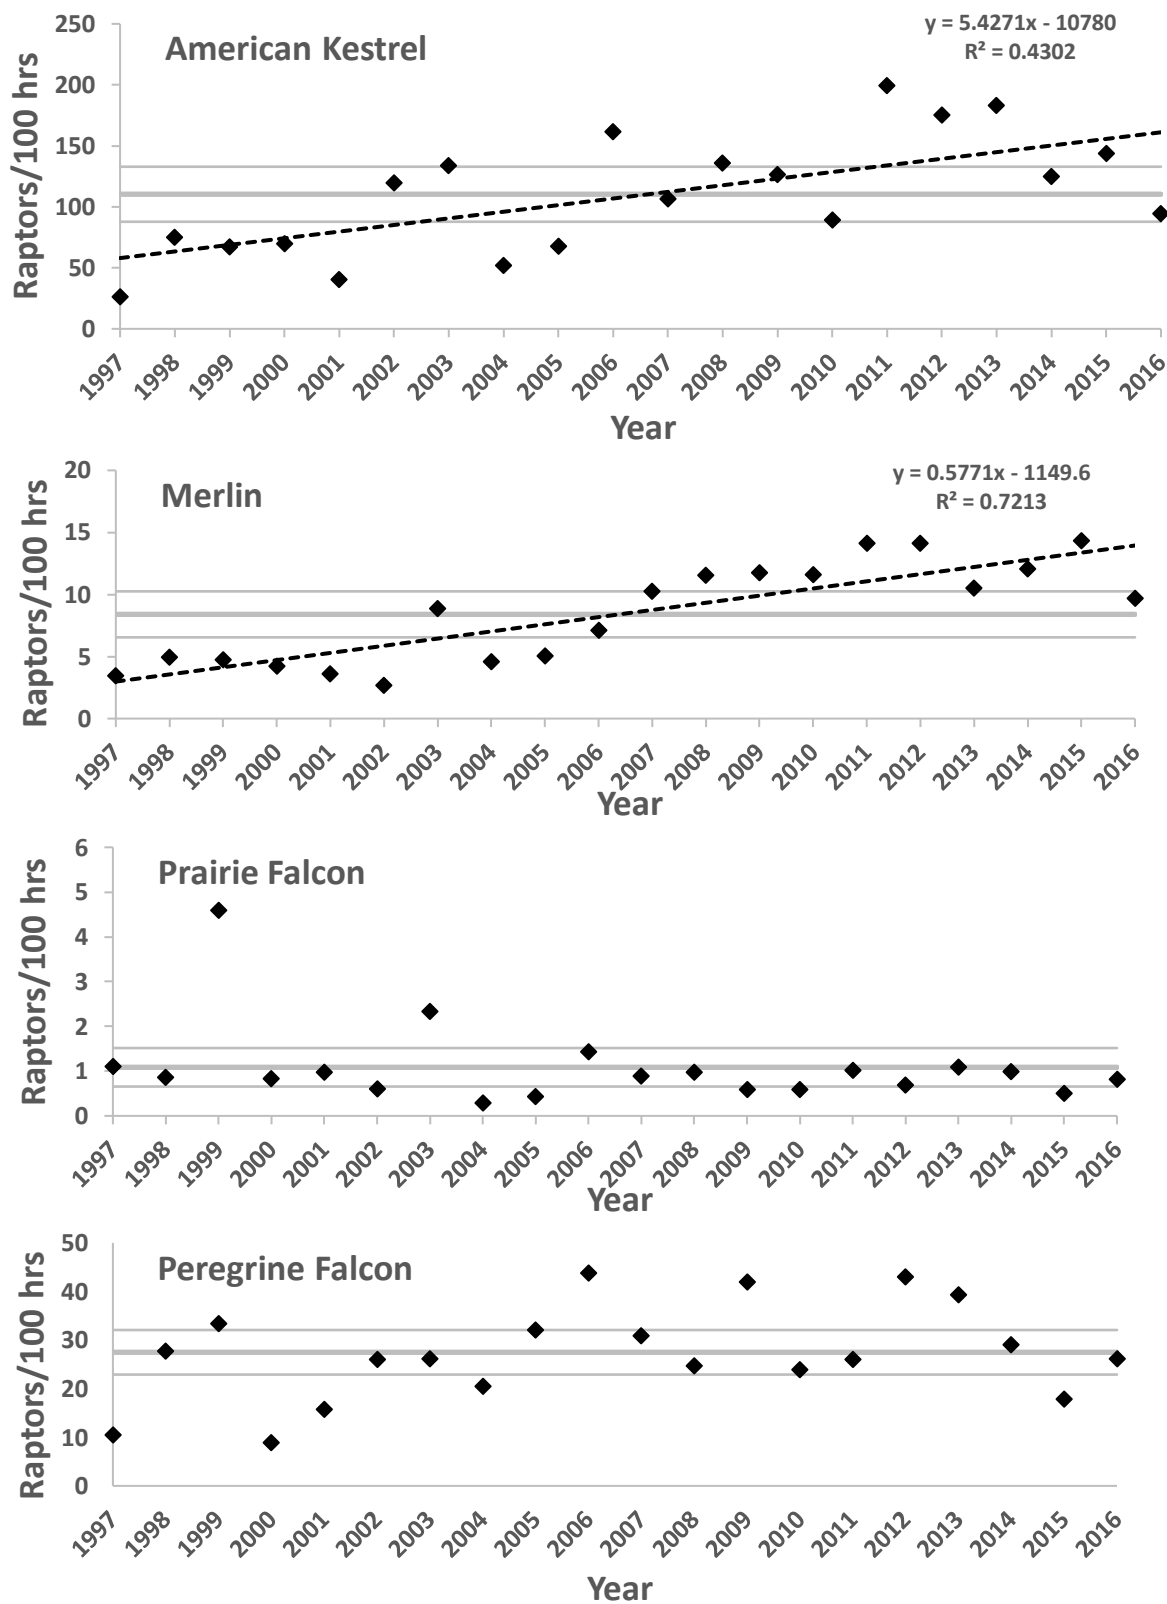 American Kestrel
y = 5.4271x - 10780
R² = 0.4302
Raptors/100 hrs
250
200
150
100
50
0
1997 1998 1999 2000 2001 2002 2003 2004 2005 2006 2007 2008 2009 2010 2011 2012 2013 2014 2015 2016
Year
Merlin
y = 0.5771x - 1149.6
R² = 0.7213
Raptors/100 hrs
20
15
10
5
0
1997 1998 1999 2000 2001 2002 2003 2004 2005 2006 2007 2008 2009 2010 2011 2012 2013 2014 2015 2016
Year
Prairie Falcon
Raptors/100 hrs
6
5
4
3
2
1
0
1997 1998 1999 2000 2001 2002 2003 2004 2005 2006 2007 2008 2009 2010 2011 2012 2013 2014 2015 2016
Year
Peregrine Falcon
Raptors/100 hrs
50
40
30
20
10
0
1997 1998 1999 2000 2001 2002 2003 2004 2005 2006 2007 2008 2009 2010 2011 2012 2013 2014 2015 2016
Year